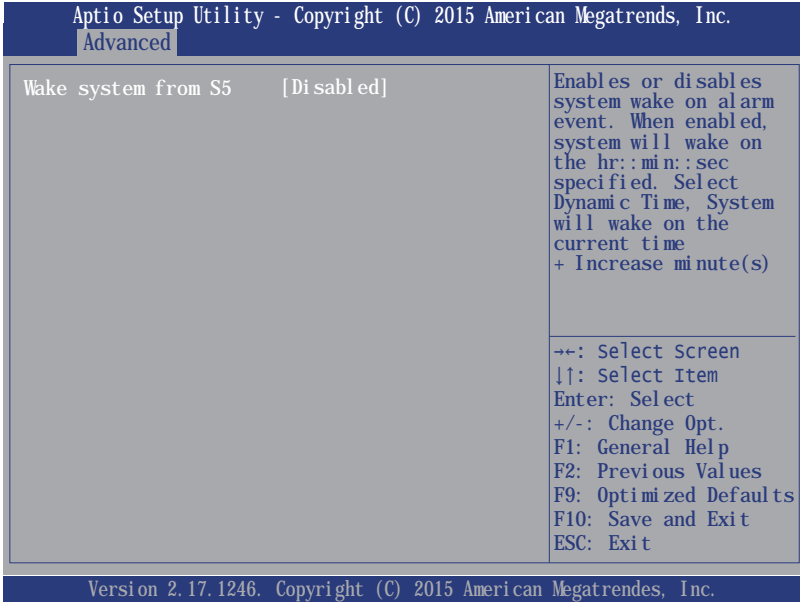 Aptio Setup Utility - Copyright (C) 2015 American Megatrends, Inc.
Advanced
Wake system from S5 [Disabled]
Enables or disables
system wake on alarm
event. When enabled,
system will wake on
the hr::min::sec
specified. Select
Dynamic Time, System
will wake on the
current time
+ Increase minute(s)
→←: Select Screen
↓↑: Select Item
Enter: Select
+/-: Change Opt.
F1: General Help
F2: Previous Values
F9: Optimized Defaults
F10: Save and Exit
ESC: Exit
Version 2.17.1246. Copyright (C) 2015 American Megatrendes, Inc.